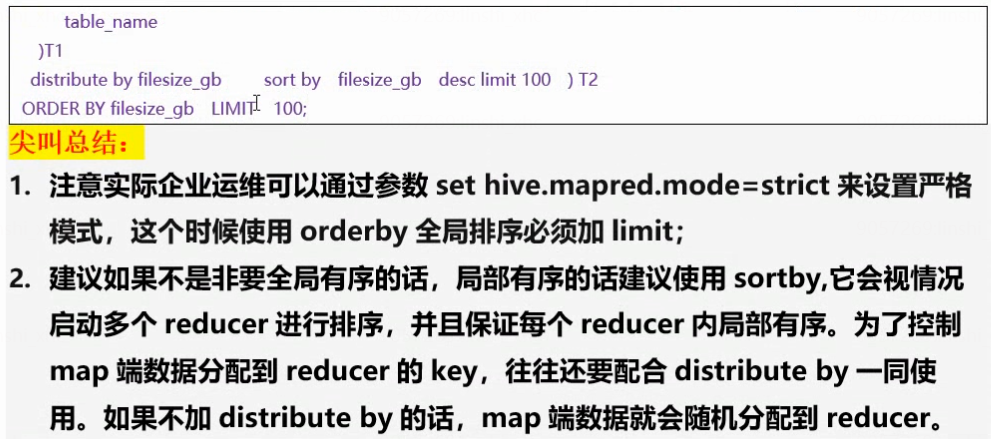 table_name
)T1
distribute by filesize_gb sort by filesize_gb desc limit 100 ) T2
ORDER BY filesize_gb LIMIT 100;
尖叫总结：
1. 注意实际企业运维可以通过参数 set hive.mapred.mode=strict 来设置严格
模式，这个时候使用 orderby 全局排序必须加 limit；
2. 建议如果不是非要全局有序的话，局部有序的话建议使用 sortby,它会视情况
启动多个 reducer 进行排序，并且保证每个 reducer 内局部有序。为了控制
map 端数据分配到 reducer 的 key，往往还要配合 distribute by 一同使
用。如果不加 distribute by 的话，map 端数据就会随机分配到 reducer。